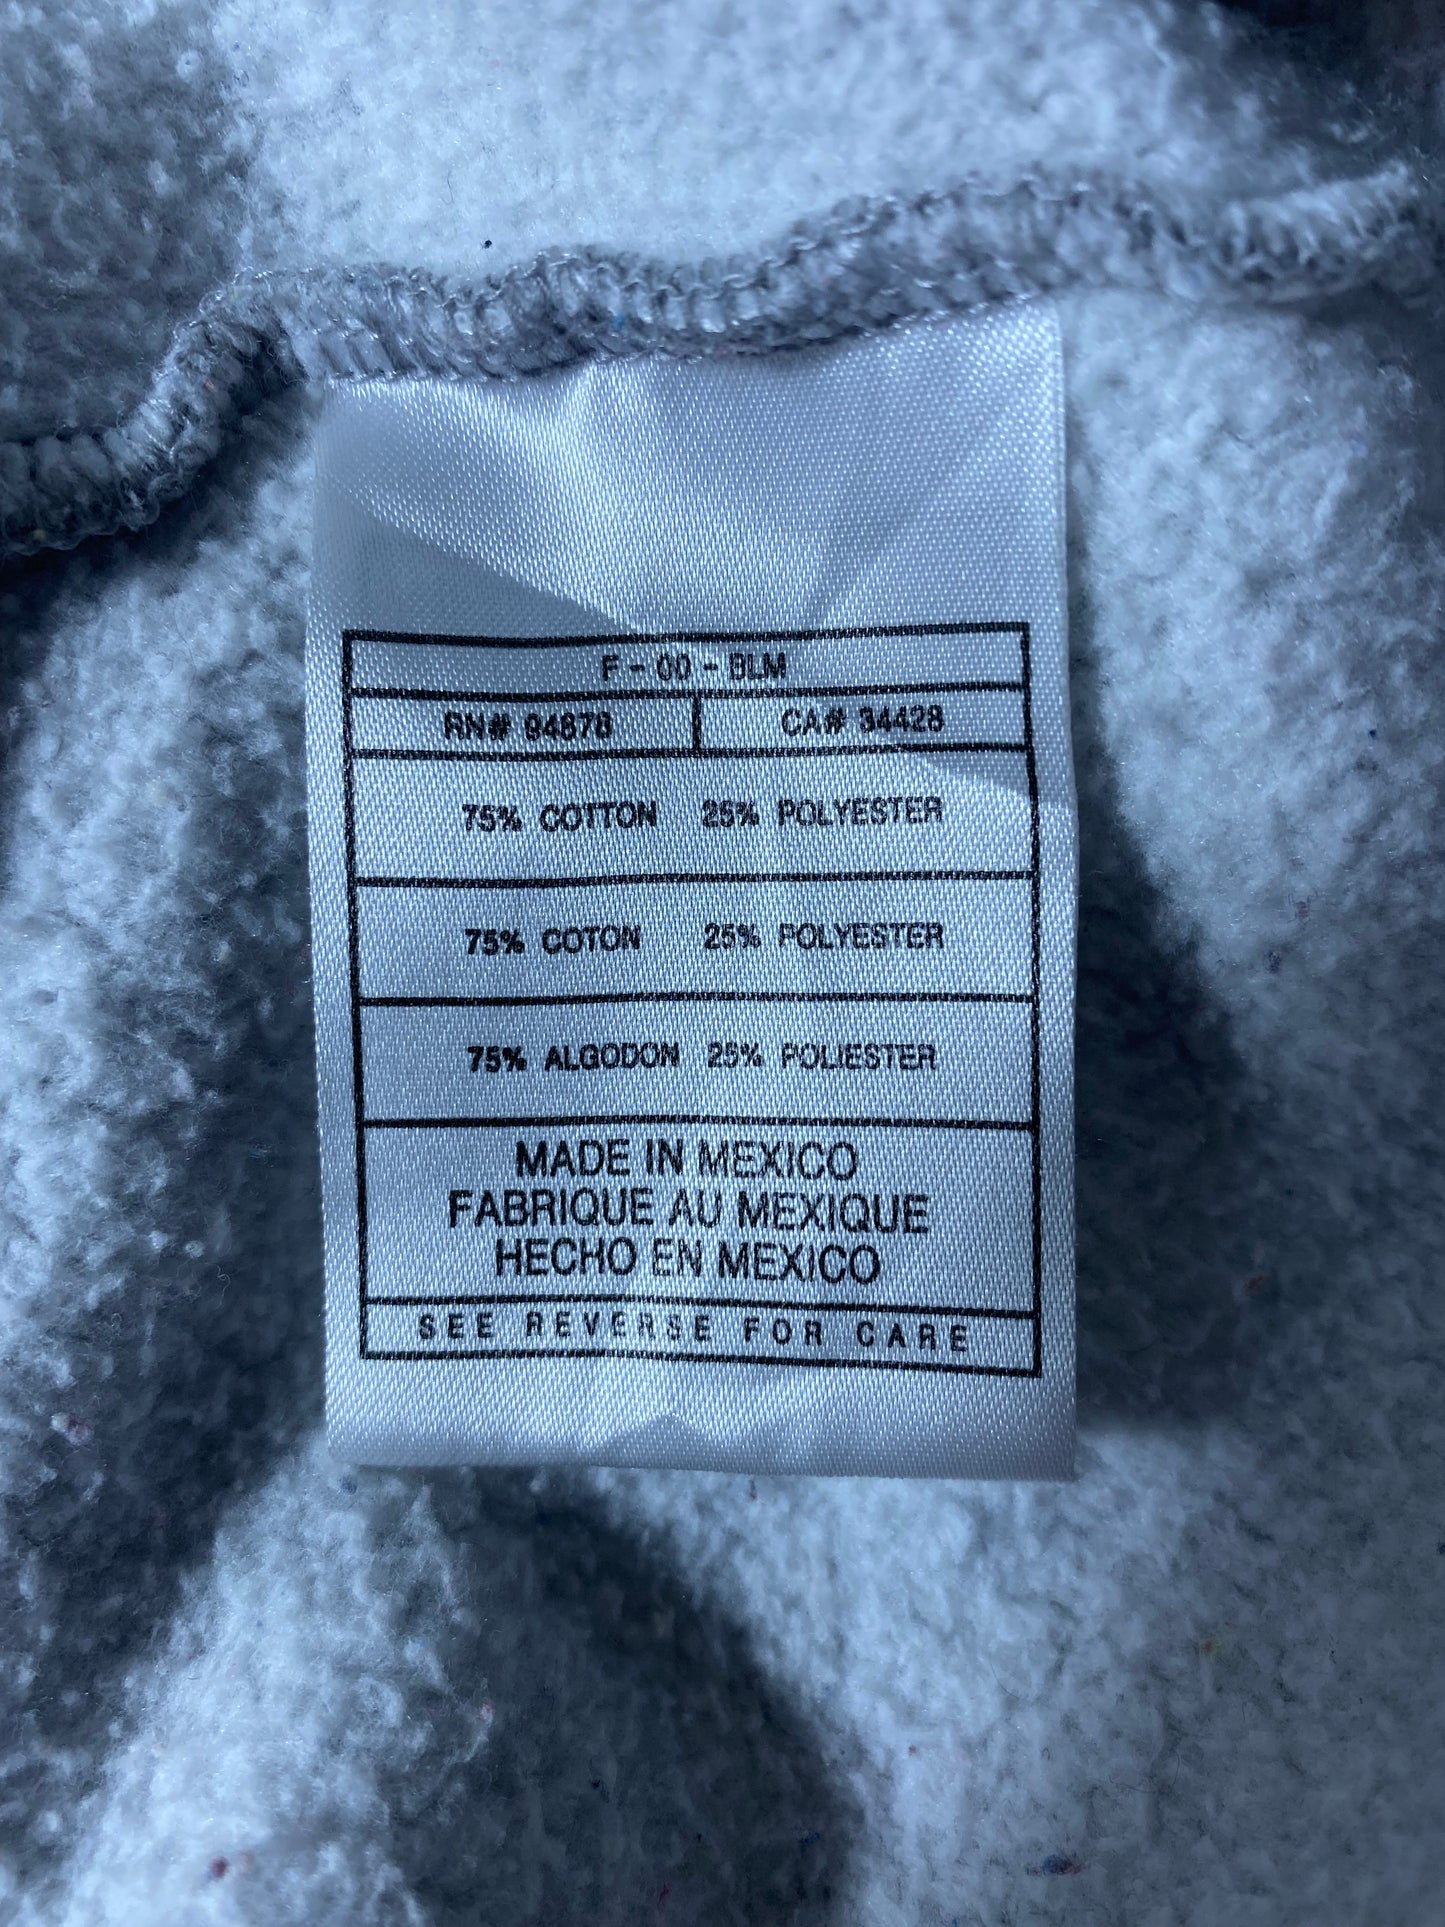 F - 00 - BLM
RN# 94878 CA# 34428
75% COTTON 25% POLYESTER
75% COTON 25% POLYESTER
75% ALGODON 25% POLIESTER
MADE IN MEXICO
FABRIQUE AU MEXIQUE
HECHO EN MEXICO
SEE REVERSE FOR CARE